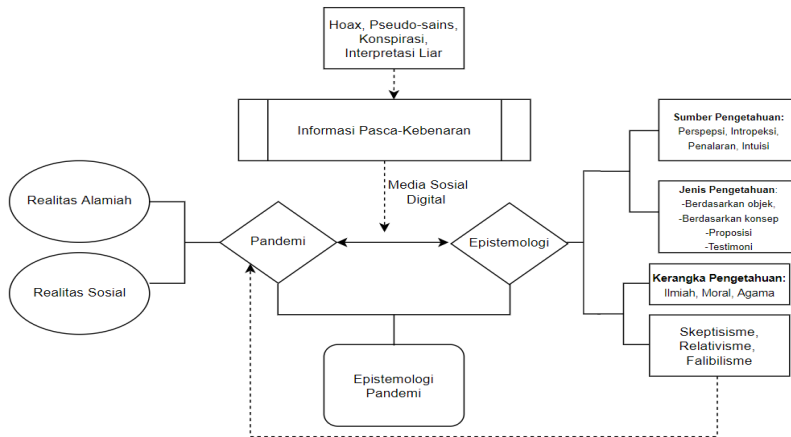 Hoax, Pseudo-sains,
Konspirasi,
Interpretasi Liar
Informasi Pasca-Kebenaran
Media Sosial
Digital
Realitas Alamiah
Realitas Sosial
Pandemi
Epistemologi
Epistemologi
Pandemi
Sumber Pengetahuan:
Perspepsi, Intropeksi,
Penalaran, Intuisi
Jenis Pengetahuan:
-Berdasarkan objek,
-Berdasarkan konsep
-Proposisi
-Testimoni
Kerangka Pengetahuan:
Ilmiah, Moral, Agama
Skeptisisme,
Relativisme,
Falibilisme